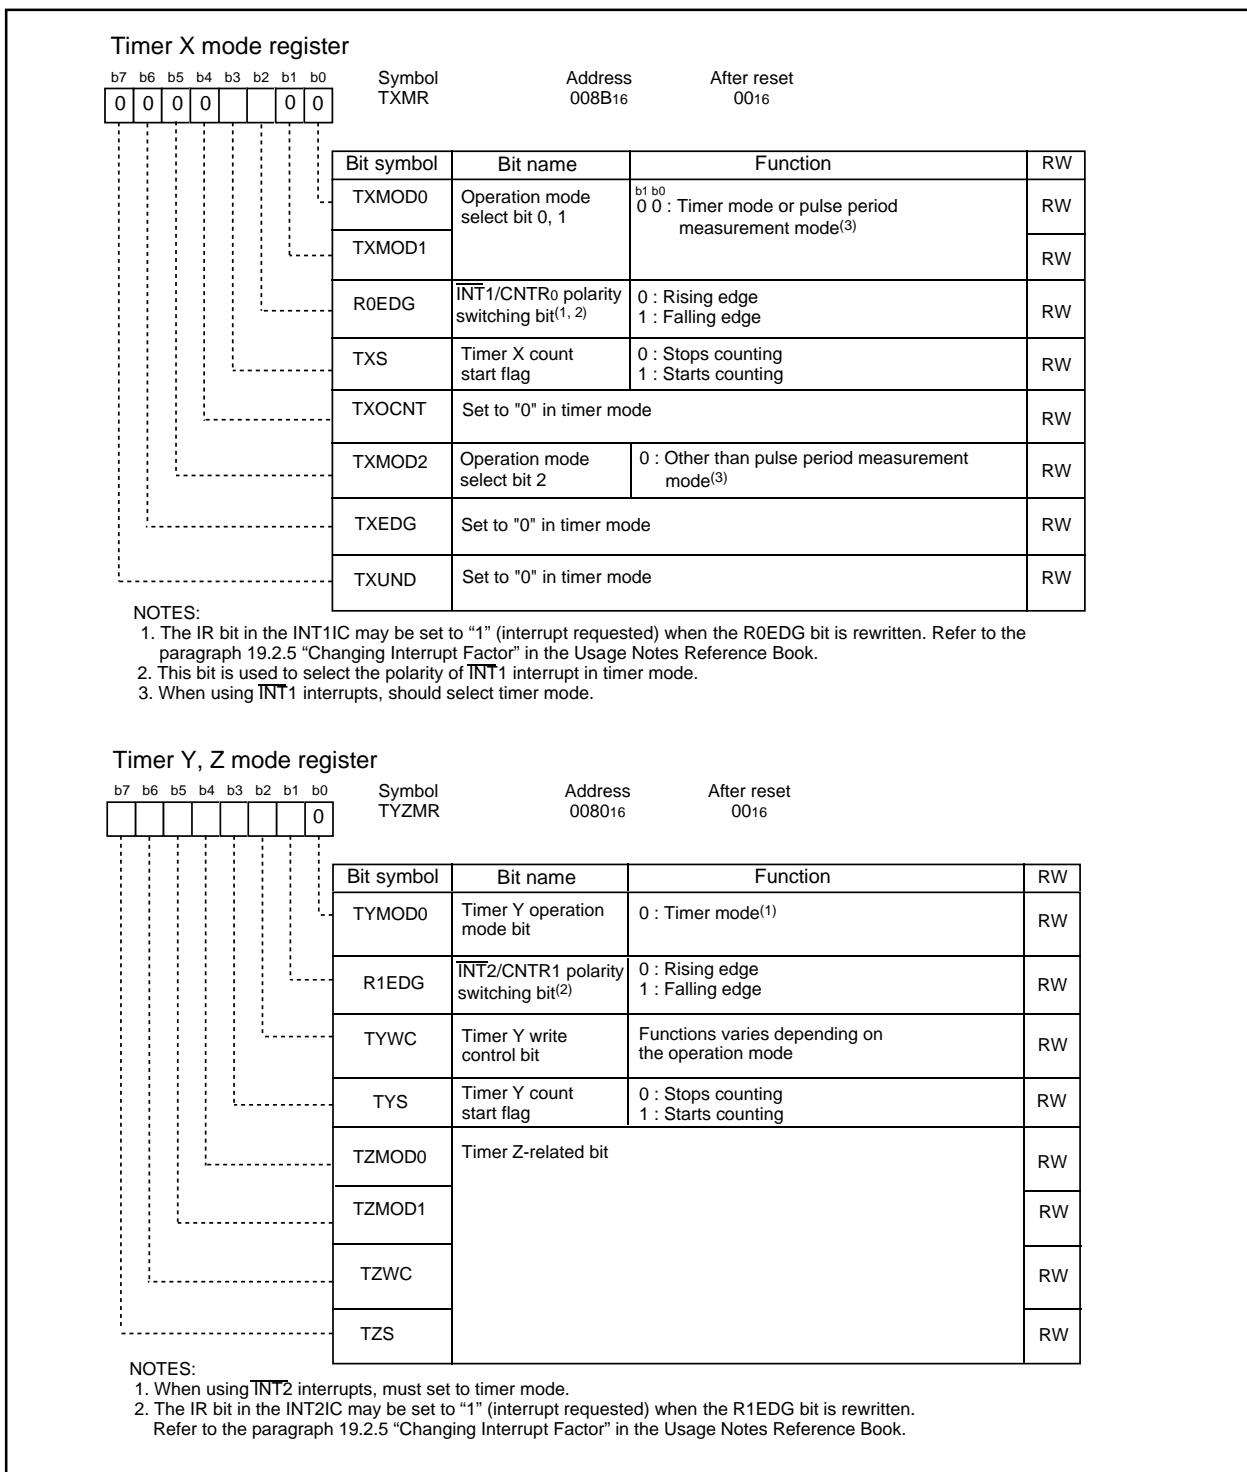 Timer X mode register
b7 b6 b5 b4 b3 b2 b1 b0
Symbol Address After reset
TXMR 008B16 0016
0 0 0 0 0 0
Bit symbol Bit name Function RW
TXMOD0 Operation mode select bit 0, 1 b1 b0
0 0 : Timer mode or pulse period
measurement mode(3) RW
TXMOD1 RW
R0EDG INT1/CNTR0 polarity
switching bit(1, 2) 0 : Rising edge
1 : Falling edge RW
TXS Timer X count
start flag 0 : Stops counting
1 : Starts counting RW
TXOCNT Set to "0" in timer mode RW
TXMOD2 Operation mode
select bit 2 0 : Other than pulse period measurement
mode(3) RW
TXEDG Set to "0" in timer mode RW
TXUND Set to "0" in timer mode RW
NOTES:
1. The IR bit in the INT1IC may be set to “1” (interrupt requested) when the R0EDG bit is rewritten. Refer to the
paragraph 19.2.5 “Changing Interrupt Factor” in the Usage Notes Reference Book.
2. This bit is used to select the polarity of INT1 interrupt in timer mode.
3. When using INT1 interrupts, should select timer mode.
Timer Y, Z mode register
b7 b6 b5 b4 b3 b2 b1 b0
Symbol Address After reset
TYZMR 008016 0016
0
Bit symbol Bit name Function RW
TYMOD0 Timer Y operation
mode bit 0 : Timer mode(1) RW
R1EDG INT2/CNTR1 polarity
switching bit(2) 0 : Rising edge
1 : Falling edge RW
TYWC Timer Y write
control bit Functions varies depending on
the operation mode RW
TYS Timer Y count
start flag 0 : Stops counting
1 : Starts counting RW
TZMOD0 Timer Z-related bit RW
TZMOD1 RW
TZWC RW
TZS RW
NOTES:
1. When using INT2 interrupts, must set to timer mode.
2. The IR bit in the INT2IC may be set to “1” (interrupt requested) when the R1EDG bit is rewritten.
Refer to the paragraph 19.2.5 “Changing Interrupt Factor” in the Usage Notes Reference Book.